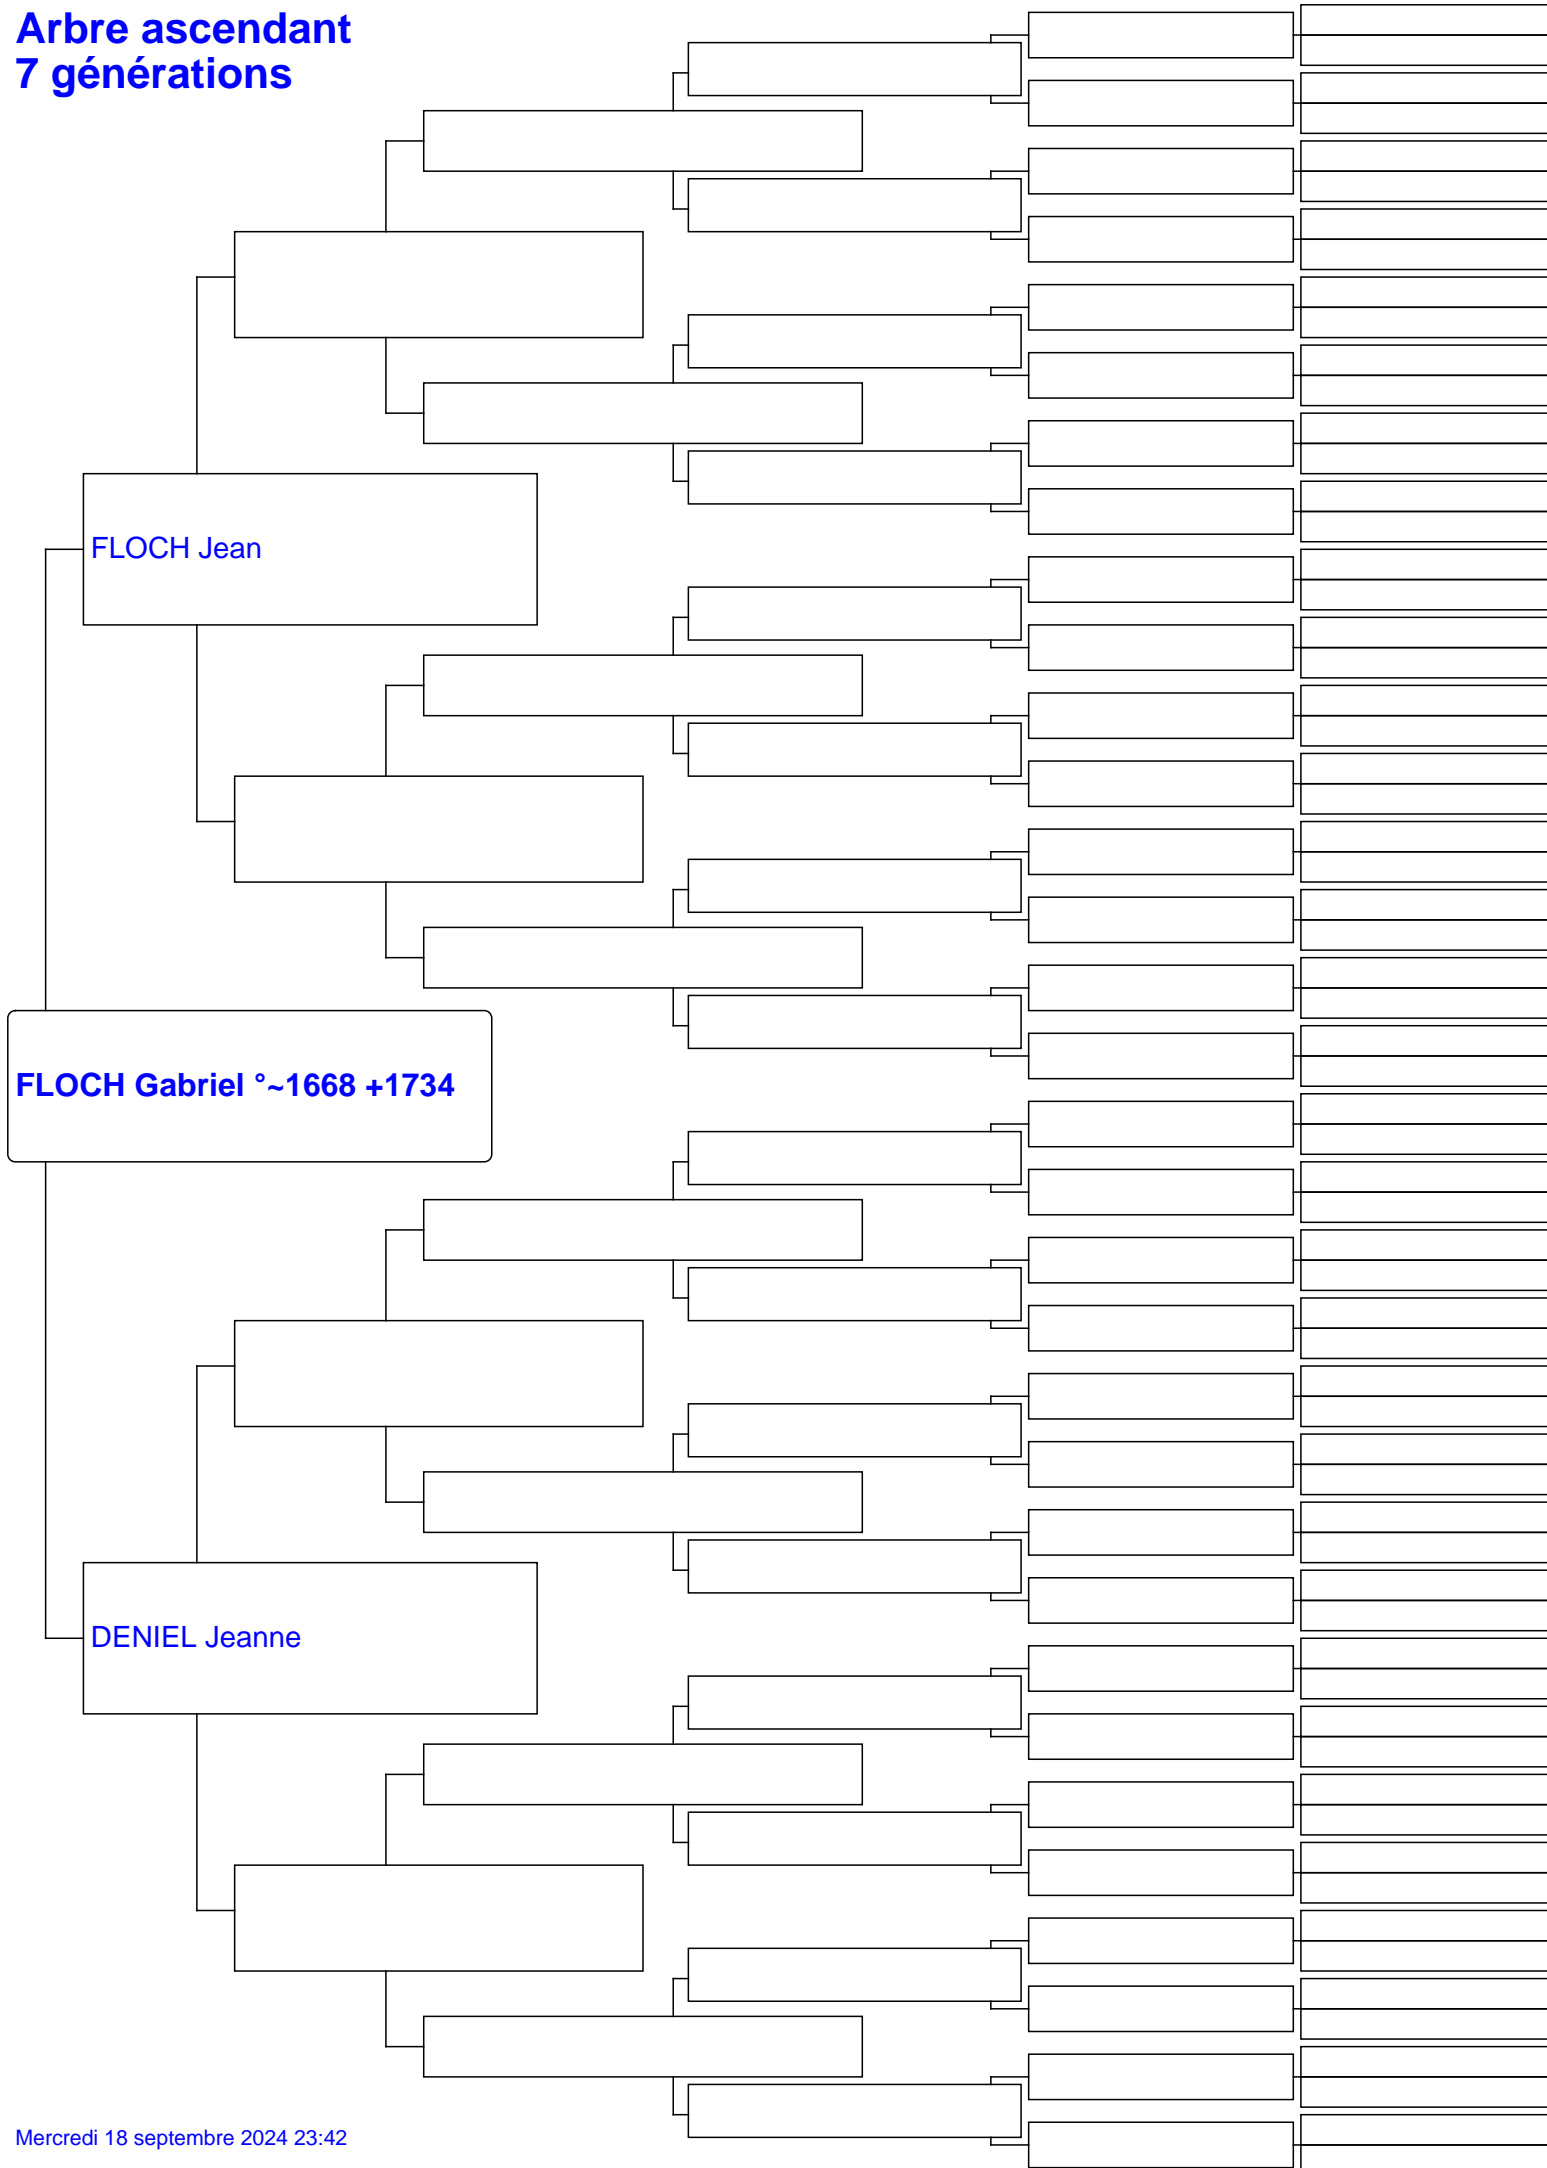 Arbre ascendant
7 générations
FLOCH Jean
FLOCH Gabriel °~1668 +1734
DENIEL Jeanne
Mercredi 18 septembre 2024 23:42